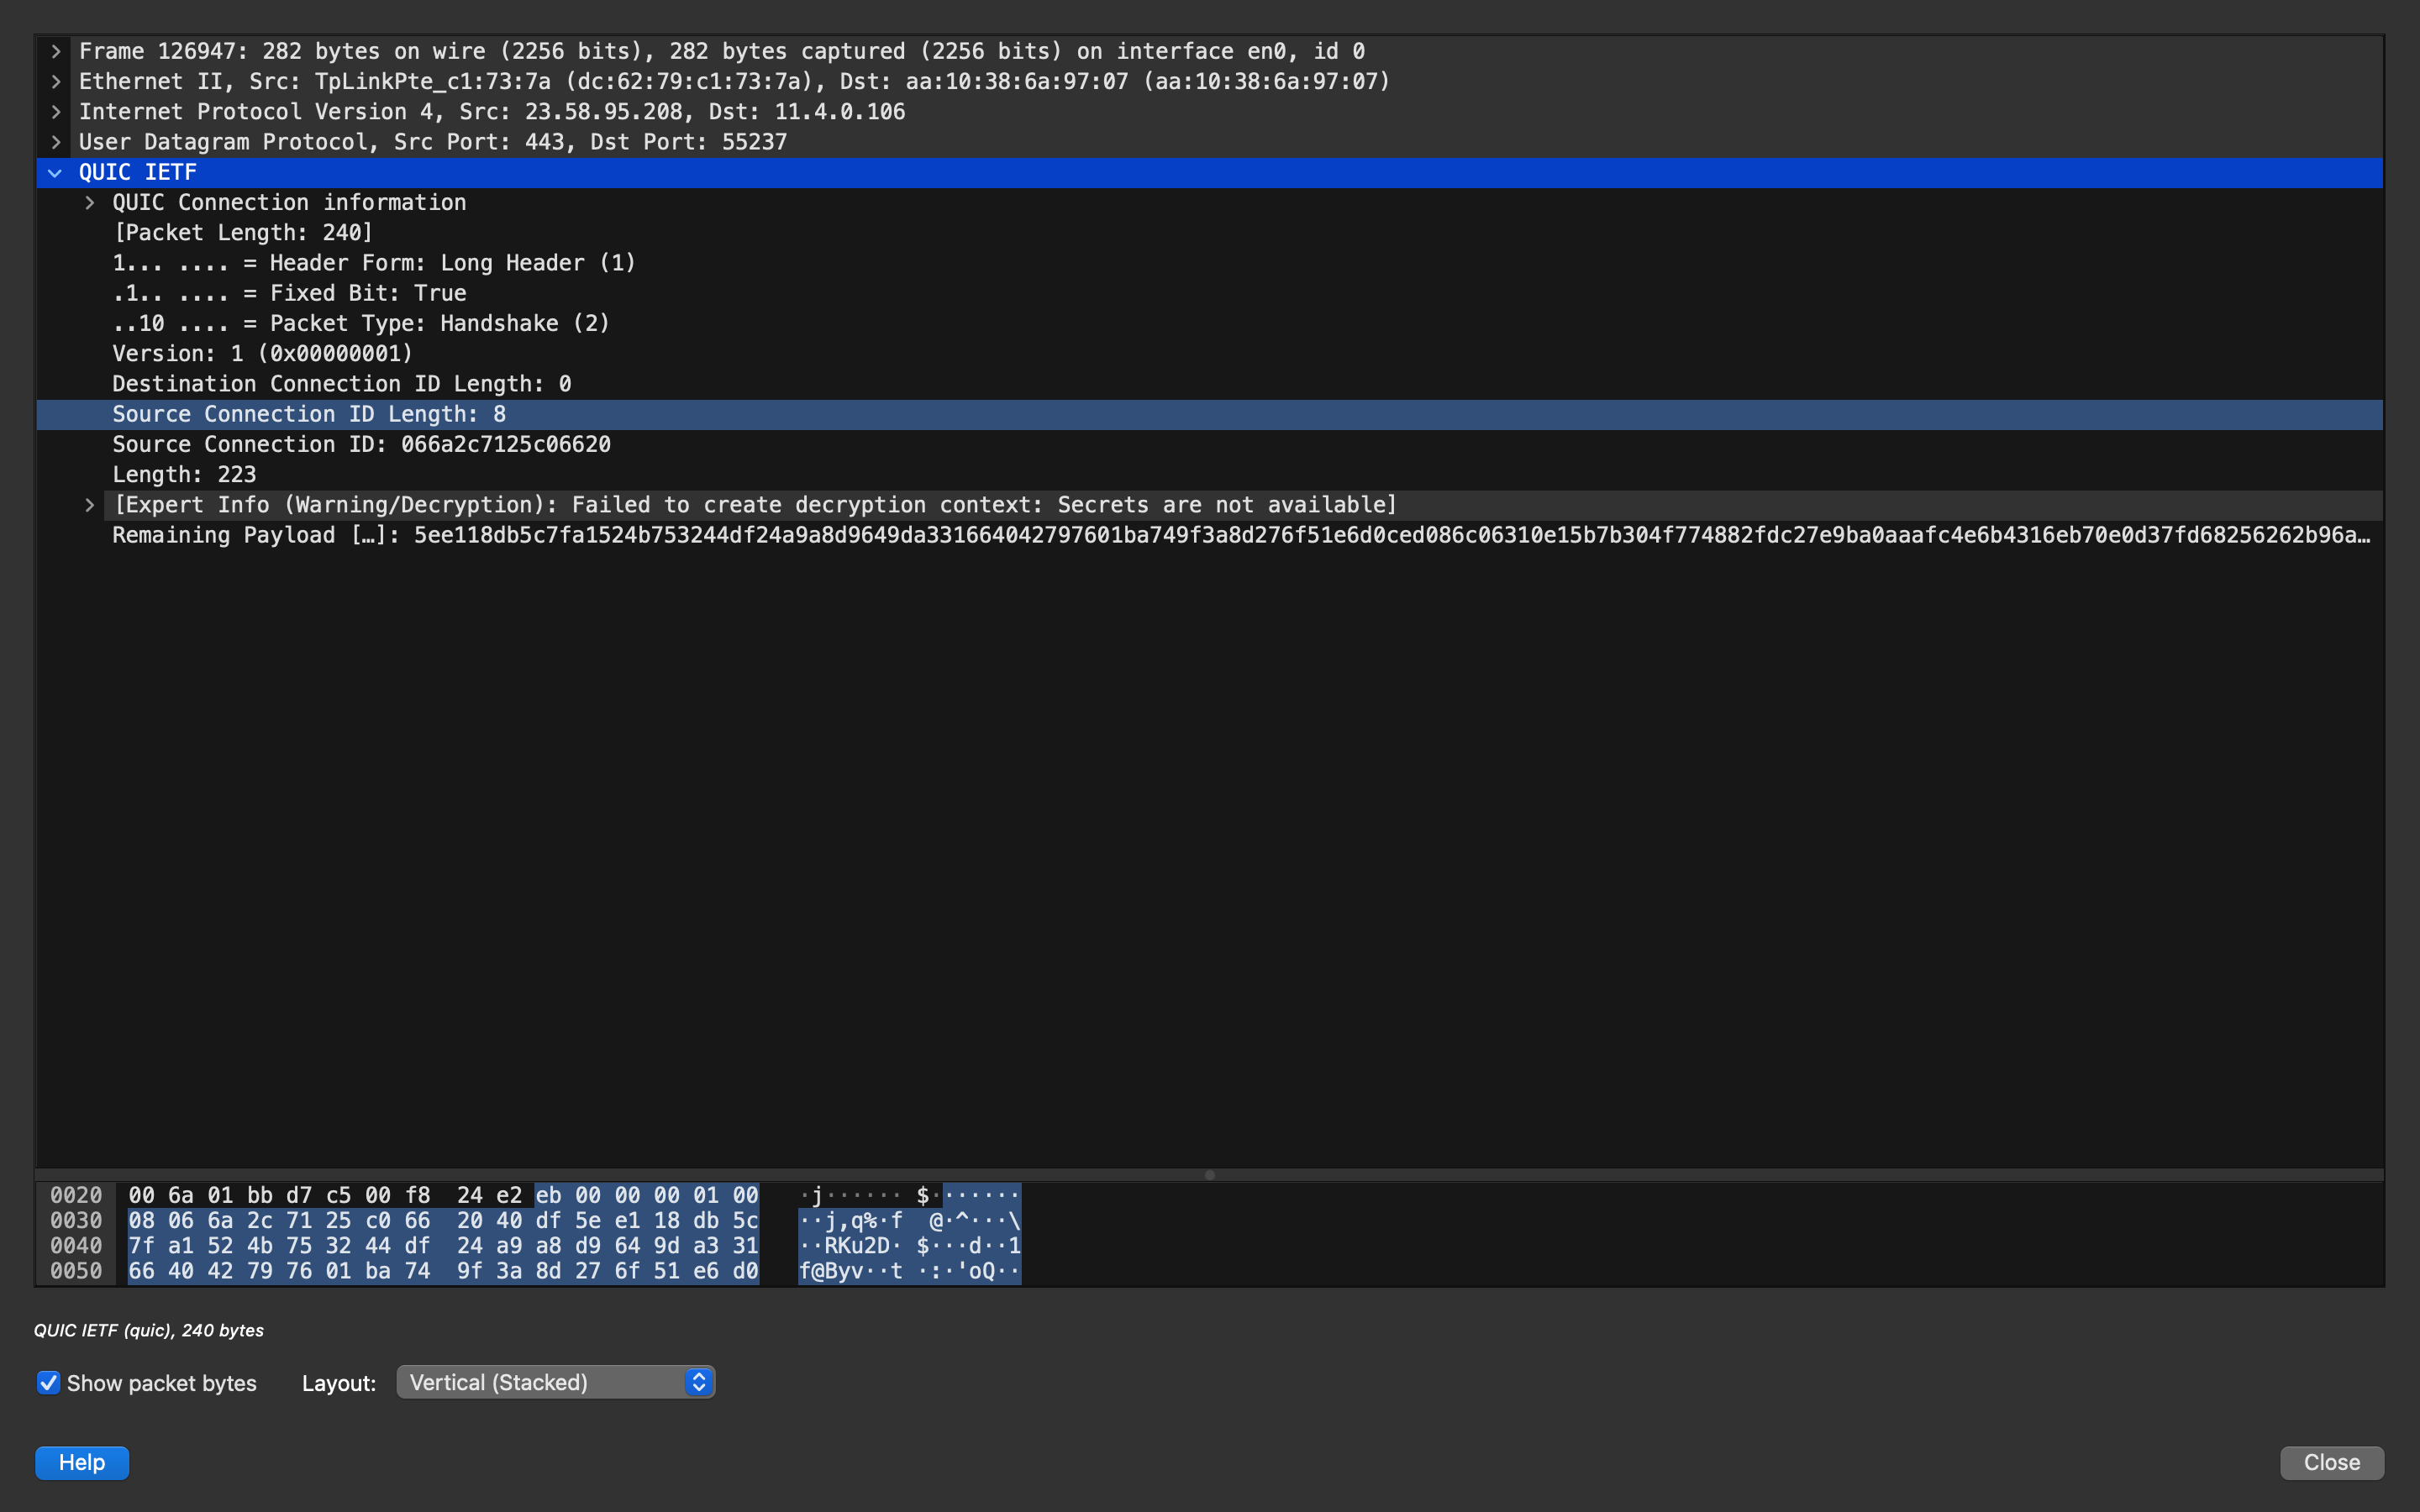 Frame 126947: 282 bytes on wire (2256 bits), 282 bytes captured (2256 bits) on interface en0, id 0
Ethernet II, Src: TpLinkPte_c1:73:7a (dc:62:79:c1:73:7a), Dst: aa:10:38:6a:97:07 (aa:10:38:6a:97:07)
Internet Protocol Version 4, Src: 23.58.95.208, Dst: 11.4.0.106
User Datagram Protocol, Src Port: 443, Dst Port: 55237
QUIC IETF
QUIC Connection information
[Packet Length: 240]
1... .... = Header Form: Long Header (1)
.1.. .... = Fixed Bit: True
..10 .... = Packet Type: Handshake (2)
Version: 1 (0x00000001)
Destination Connection ID Length: 0
Source Connection ID Length: 8
Source Connection ID: 066a2c7125c06620
Length: 223
[Expert Info (Warning/Decryption): Failed to create decryption context: Secrets are not available]
Remaining Payload […]: 5ee118db5c7fa1524b753244df24a9a8d9649da331664042797601ba749f3a8d276f51e6d0ced086c06310e15b7b304f774882fdc27e9ba0aaafc4e6b4316eb70e0d37fd68256262b96a…
0020 00 6a 01 bb d7 c5 00 f8 24 e2 eb 00 00 00 01 00 ·j······ $·······
0030 08 06 6a 2c 71 25 c0 66 20 40 df 5e e1 18 db 5c ··j,q%·f @·^···\
0040 7f a1 52 4b 75 32 44 df 24 a9 a8 d9 64 9d a3 31 ··RKu2D· $···d··1
0050 66 40 42 79 76 01 ba 74 9f 3a 8d 27 6f 51 e6 d0 f@Byv··t ·:·'oQ··
QUIC IETF (quic), 240 bytes
Show packet bytes Layout: Vertical (Stacked)
Help Close